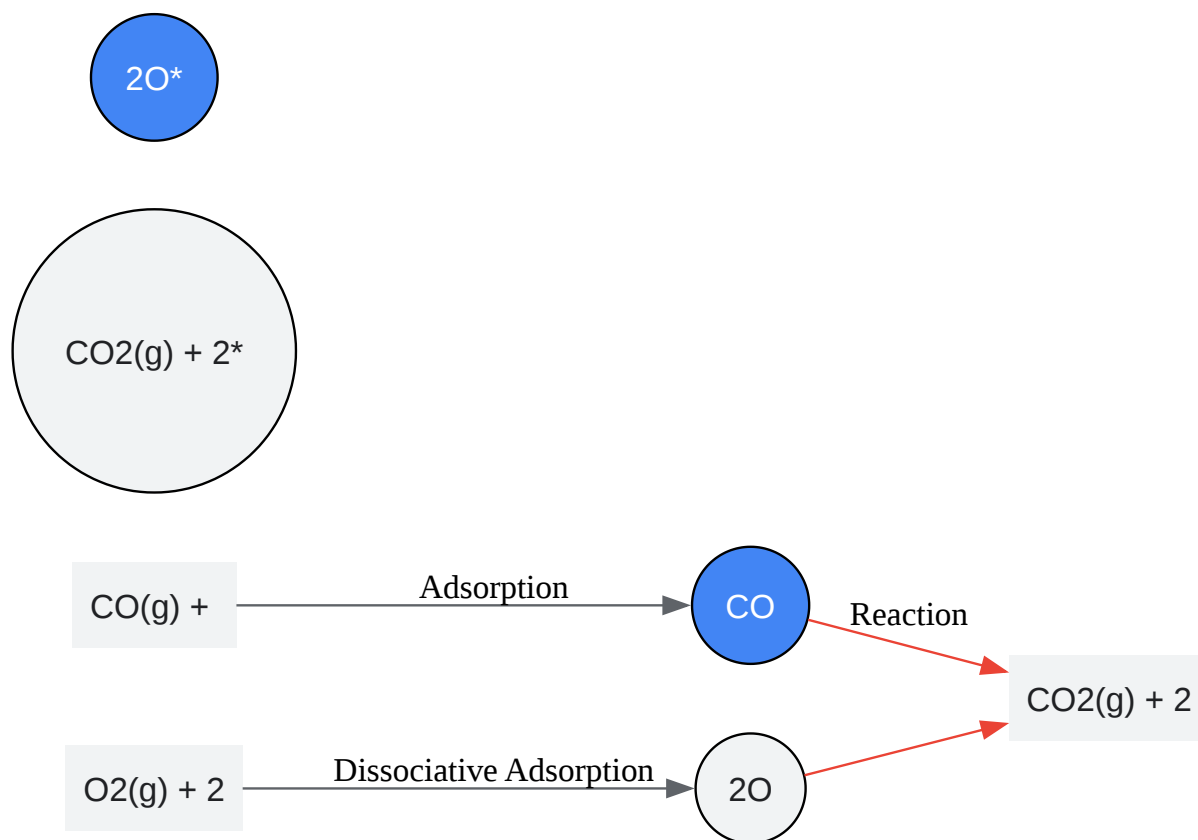 2O*
CO2(g) + 2*
CO(g) +
Adsorption
CO
Reaction
CO2(g) + 2
O2(g) + 2
Dissociative Adsorption
2O